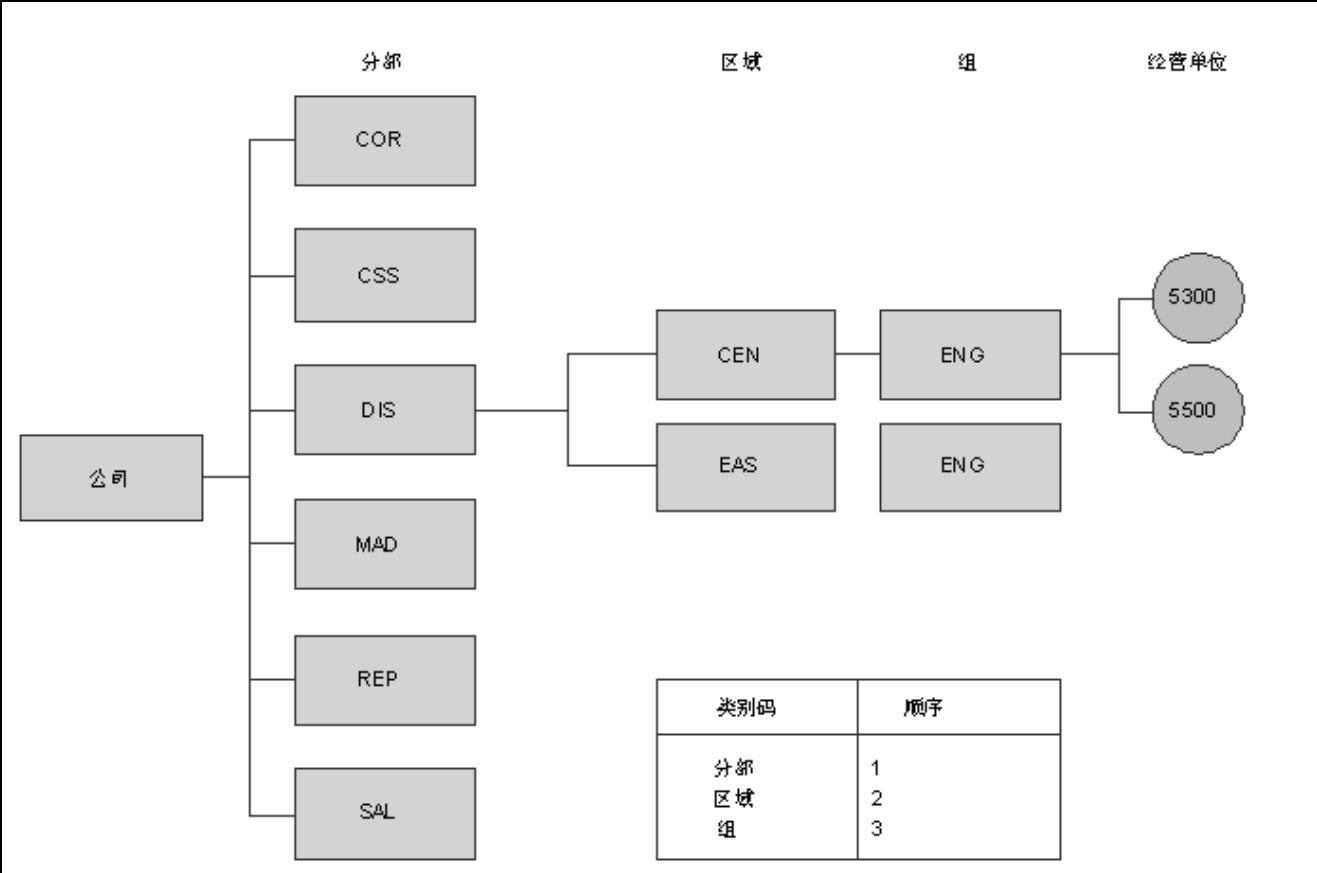 分部 区域 组 经营单位
COR
CSS
DIS
MAD
REP
SAL
公司
CEN
EAS
ENG
ENG
5300
5500
类别码 顺序
分部 1
区域 2
组 3